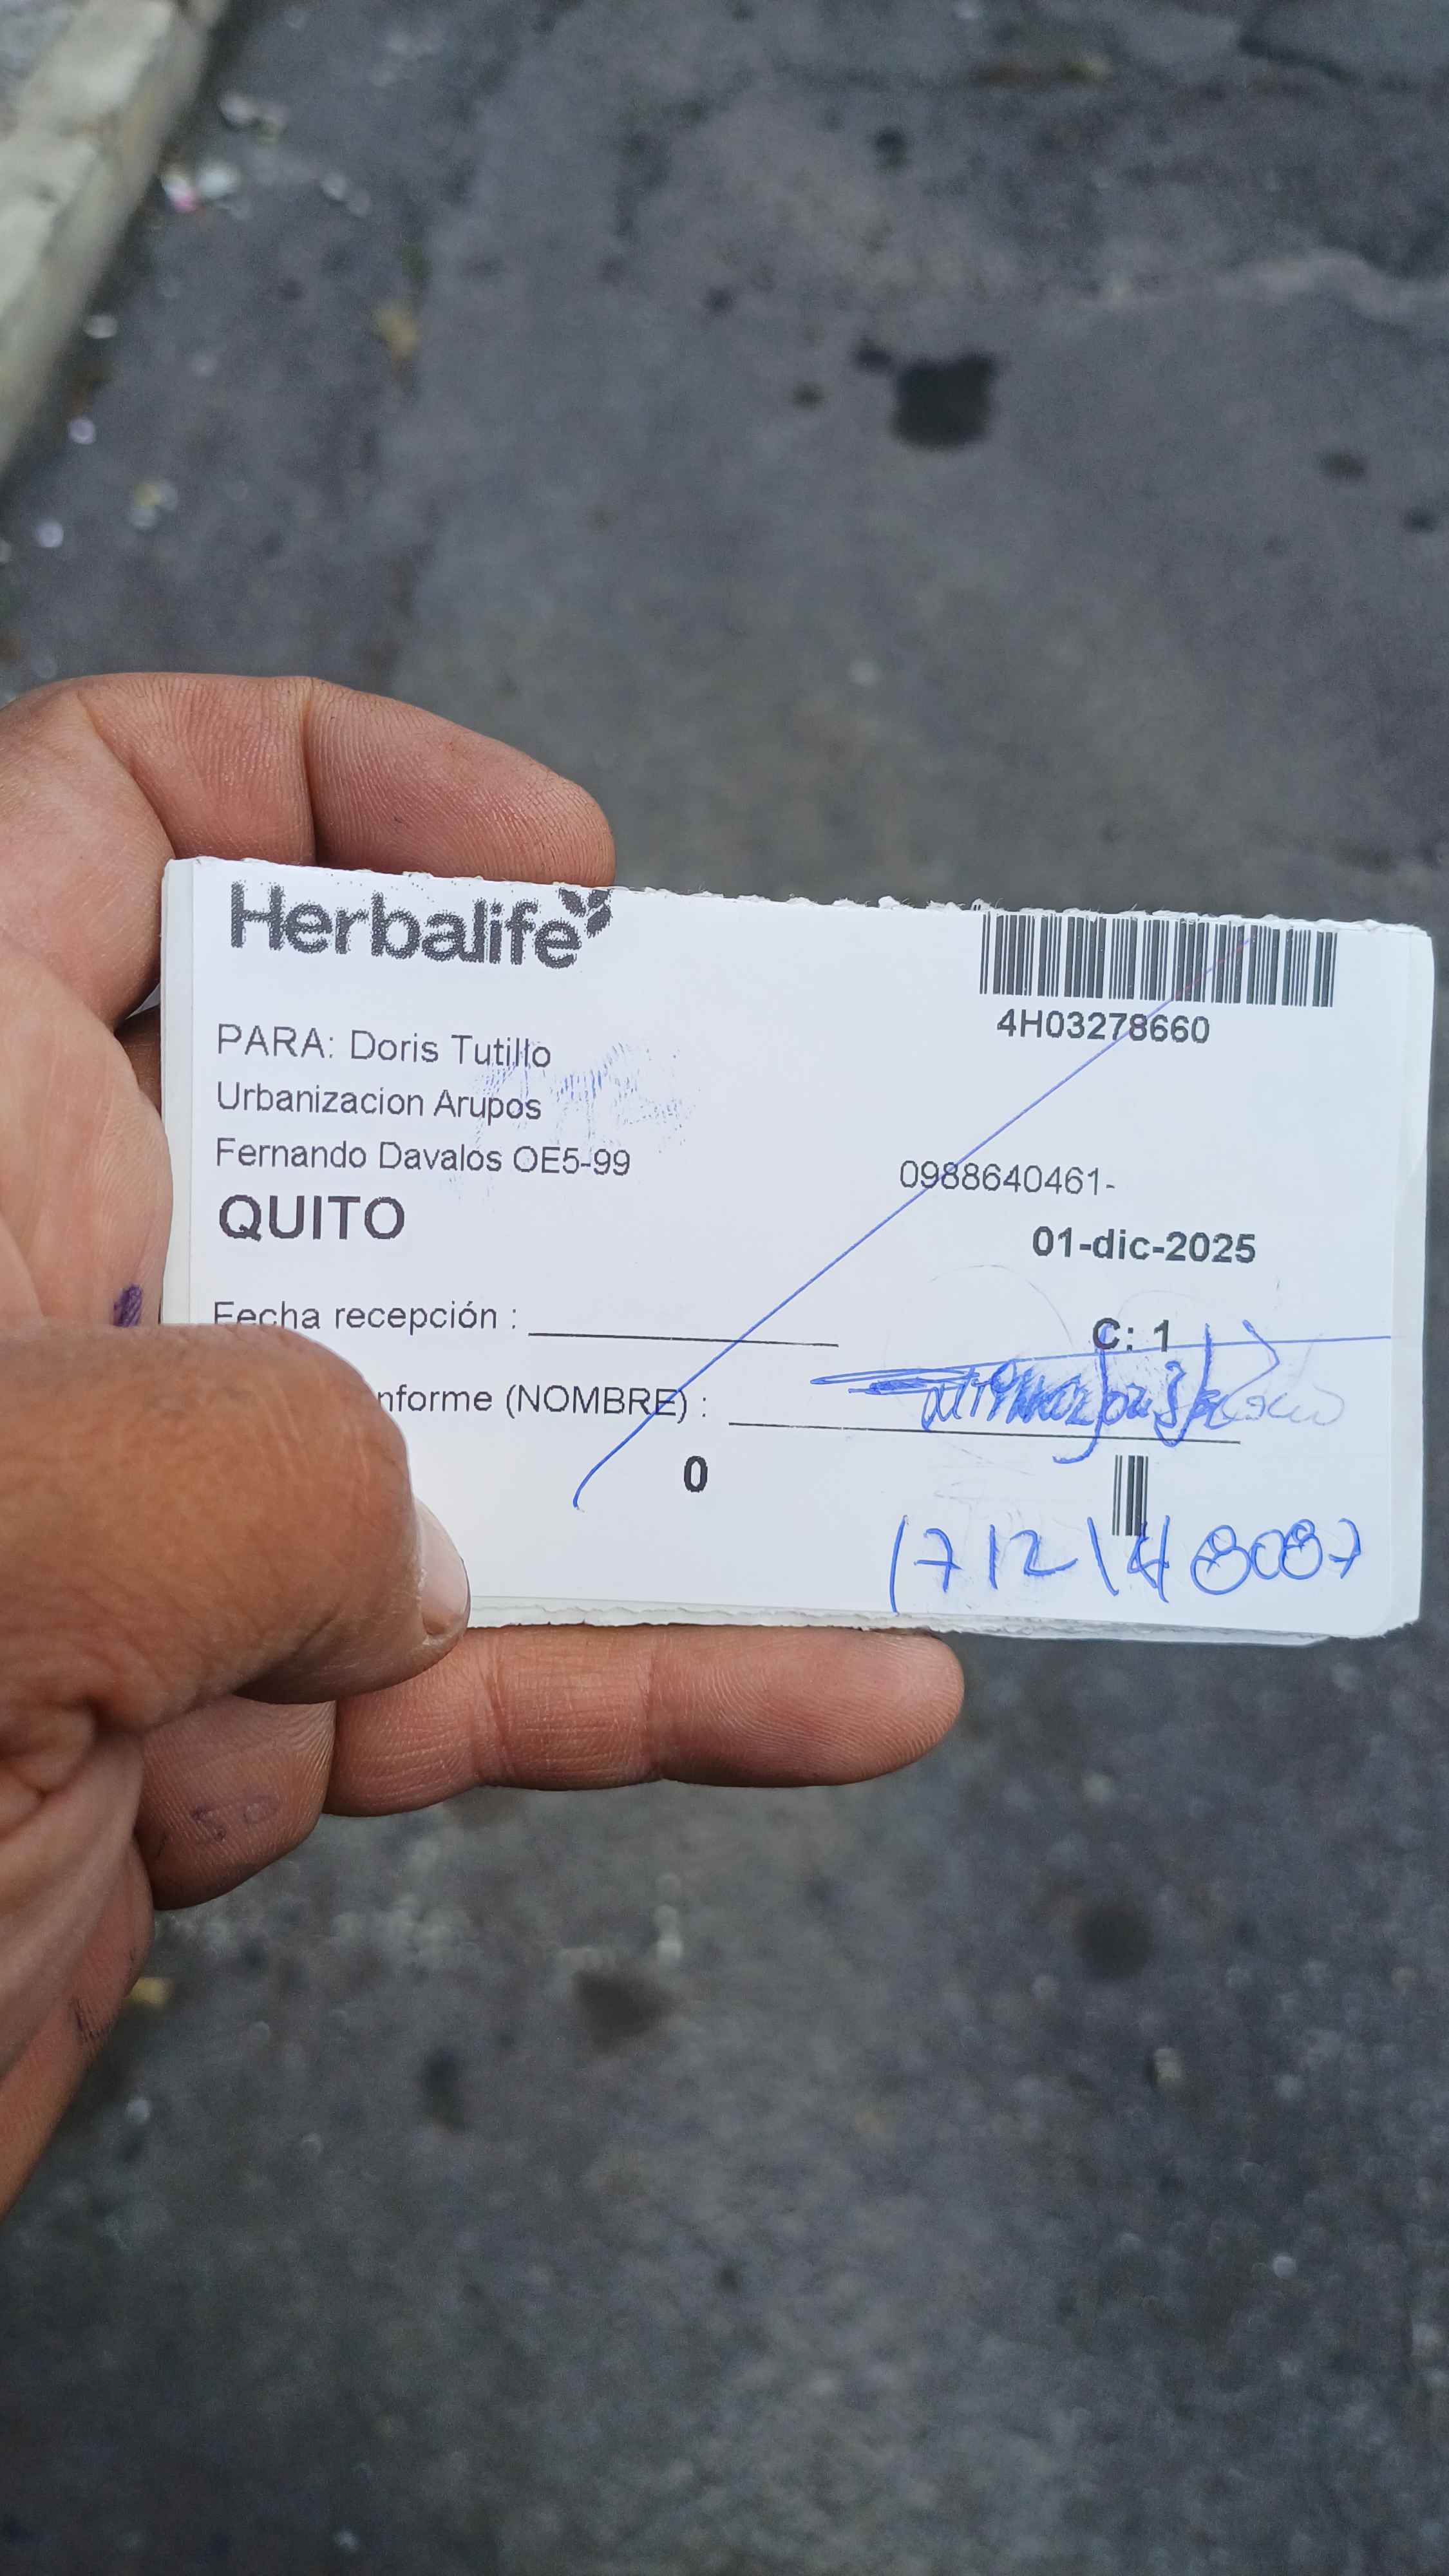 Herbalife
4H03278660
PARA: Doris Tutillo
Urbanizacion Arupos
Fernando Davalos OE5-99
0988640461-
QUITO
01-dic-2025
Fecha recepción :
C: 1
nforme (NOMBRE) :
0
1712148087